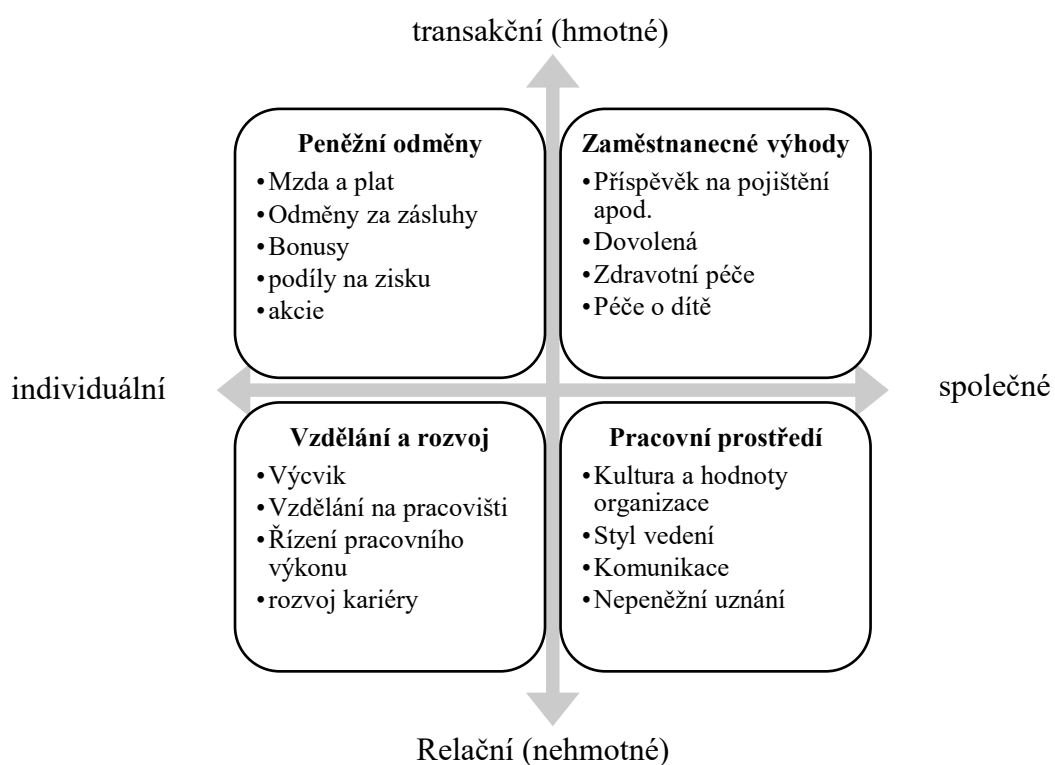 transakční (hmotné)
Peněžní odměny
•Mzda a plat
•Odměny za zásluhy
•Bonusy
•podíly na zisku
•akcie
Zaměstnanecné výhody
•Příspěvěk na pojištění
apod.
•Dovolená
•Zdravotní péče
•Péče o dítě
individuální
společné
Vzdělání a rozvoj
•Výcvik
•Vzdělání na pracovišti
•Řízení pracovního
výkonu
•rozvoj kariéry
Pracovní prostředí
•Kultura a hodnoty
organizace
•Styl vedení
•Komunikace
•Nepeněžní uznání
Relační (nehmotné)